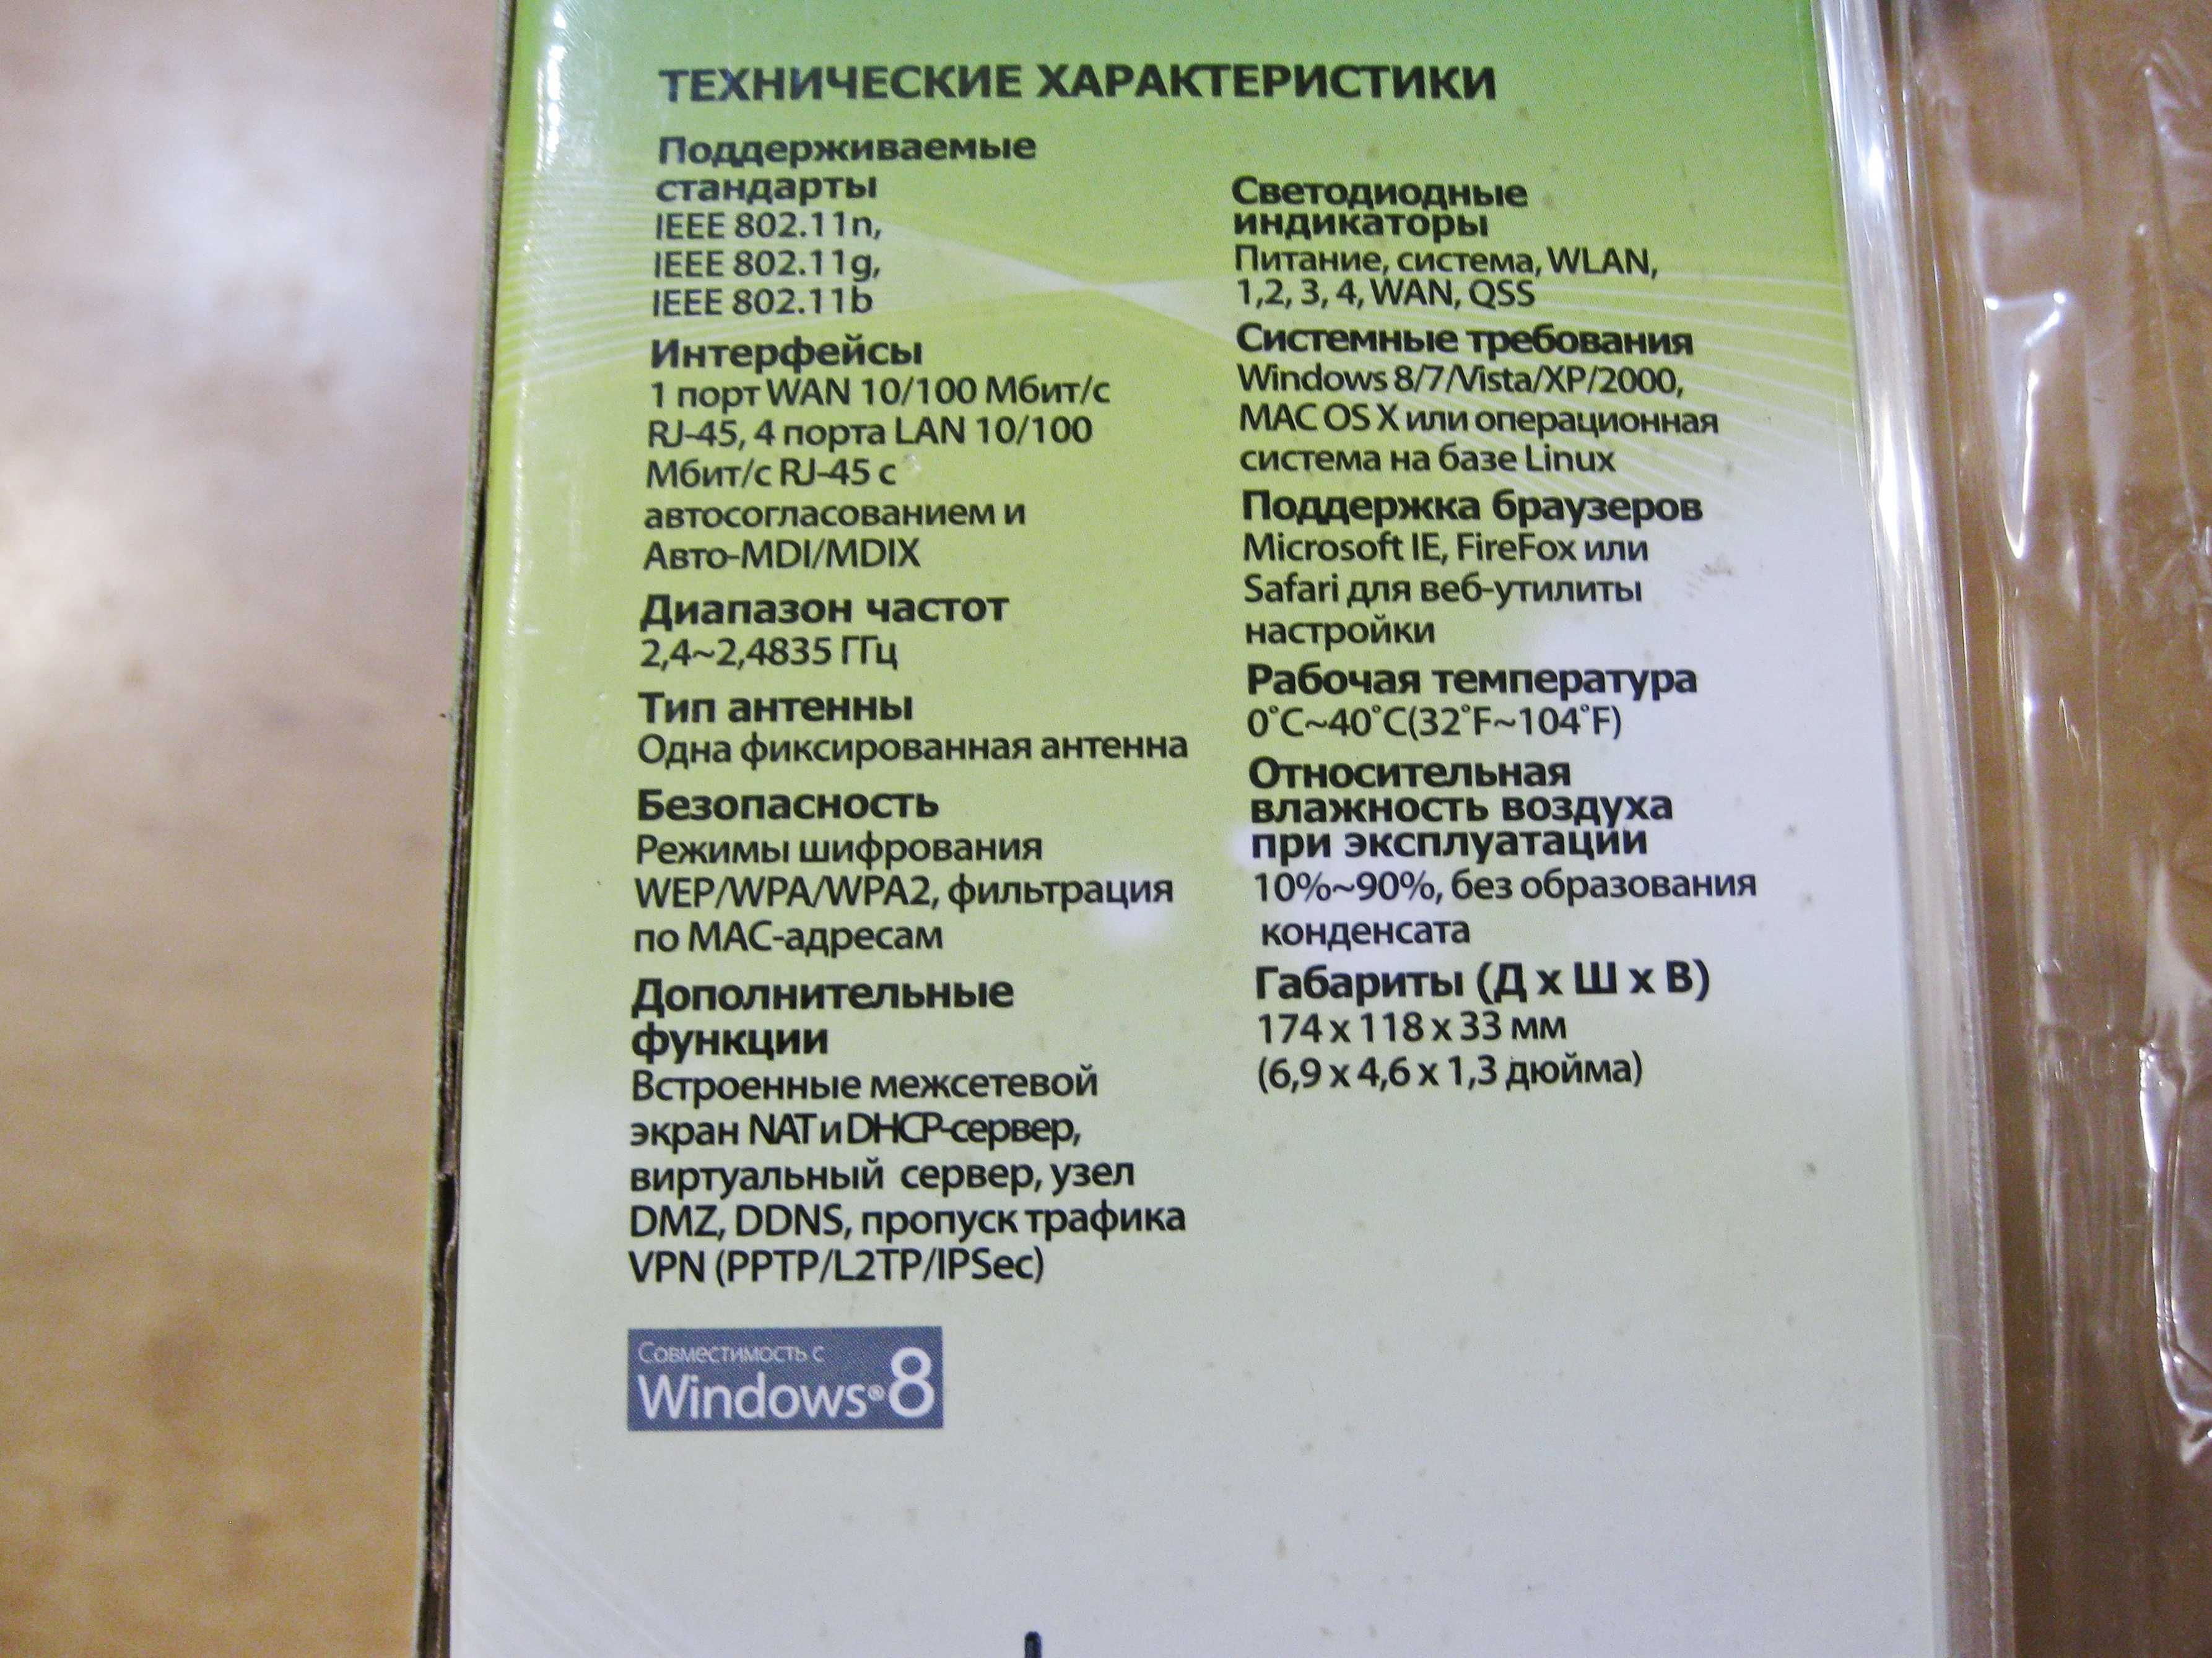 ТЕХНИЧЕСКИЕ ХАРАКТЕРИСТИКИ
Поддерживаемые
стандарты
IEEE 802.11n,
IEEE 802.11g,
IEEE 802.11b
Интерфейсы
1 порт WAN 10/100 Мбит/с
RJ-45, 4 порта LAN 10/100
Мбит/с RJ-45 с
автосогласованием и
Авто-MDI/MDIX
Диапазон частот
2,4~2,4835 ГГц
Тип антенны
Одна фиксированная антенна
Безопасность
Режимы шифрования
WEP/WPA/WPA2, фильтрация
по MAC-адресам
Дополнительные
функции
Встроенные межсетевой
экран NAT и DHCP-сервер,
виртуальный сервер, узел
DMZ, DDNS, пропуск трафика
VPN (PPTP/L2TP/IPSec)
Совместимость с
Windows® 8
Светодиодные
индикаторы
Питание, система, WLAN,
1,2, 3, 4, WAN, QSS
Системные требования
Windows 8/7/Vista/XP/2000,
MAC OS X или операционная
система на базе Linux
Поддержка браузеров
Microsoft IE, FireFox или
Safari для веб-утилиты
настройки
Рабочая температура
0˚C~40˚C(32˚F~104˚F)
Относительная
влажность воздуха
при эксплуатации
10%~90%, без образования
конденсата
Габариты (Д x Ш x В)
174 x 118 x 33 мм
(6,9 x 4,6 x 1,3 дюйма)